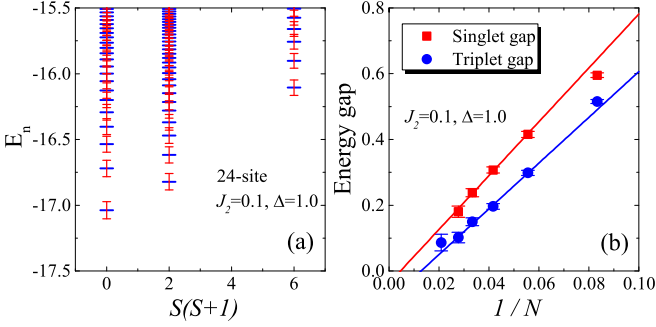 -15.5
-16.0
-16.5
-17.0
-17.5
E_n
0
2
4
6
S(S+1)
24-site
J_2=0.1, Δ=1.0
(a)
0.8
0.6
0.4
0.2
0.0
Energy gap
0.00
0.02
0.04
0.06
0.08
0.10
1 / N
Singlet gap
Triplet gap
J_2=0.1, Δ=1.0
(b)